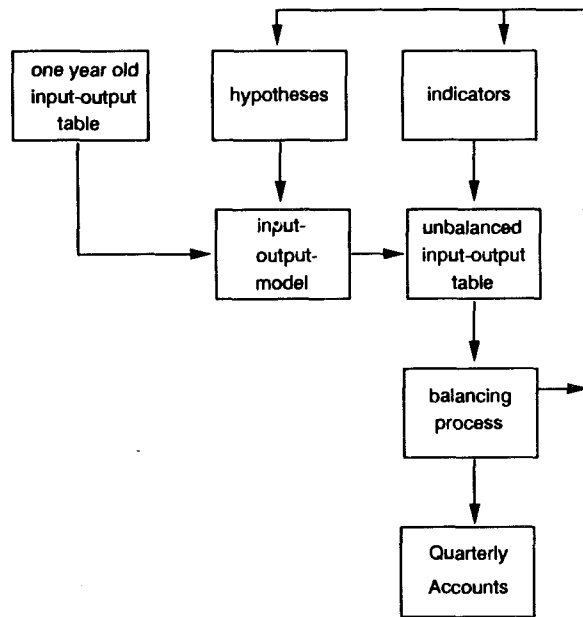 one year old
input-output
table
hypotheses
indicators
input-
output-
model
unbalanced
input-output
table
balancing
process
Quarterly
Accounts